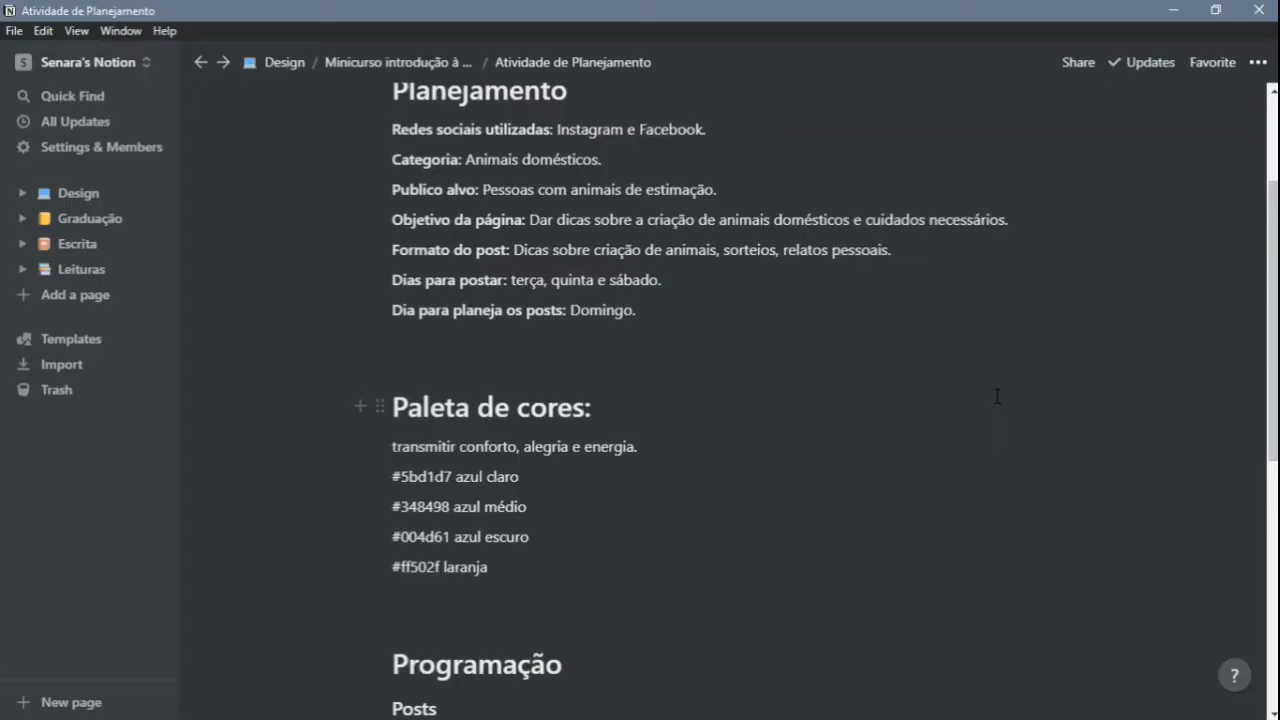 Atividade de Planejamento
File Edit View Window Help
Senara's Notion
Design / Minicurso introdução à ... / Atividade de Planejamento
Share Updates Favorite
Quick Find
All Updates
Settings & Members
Design
Graduação
Escrita
Leituras
Add a page
Templates
Import
Trash
New page
Planejamento
Redes sociais utilizadas: Instagram e Facebook.
Categoria: Animais domésticos.
Publico alvo: Pessoas com animais de estimação.
Objetivo da página: Dar dicas sobre a criação de animais domésticos e cuidados necessários.
Formato do post: Dicas sobre criação de animais, sorteios, relatos pessoais.
Dias para postar: terça, quinta e sábado.
Dia para planeja os posts: Domingo.
Paleta de cores:
transmitir conforto, alegria e energia.
#5bd1d7 azul claro
#348498 azul médio
#004d61 azul escuro
#ff502f laranja
Programação
Posts
?